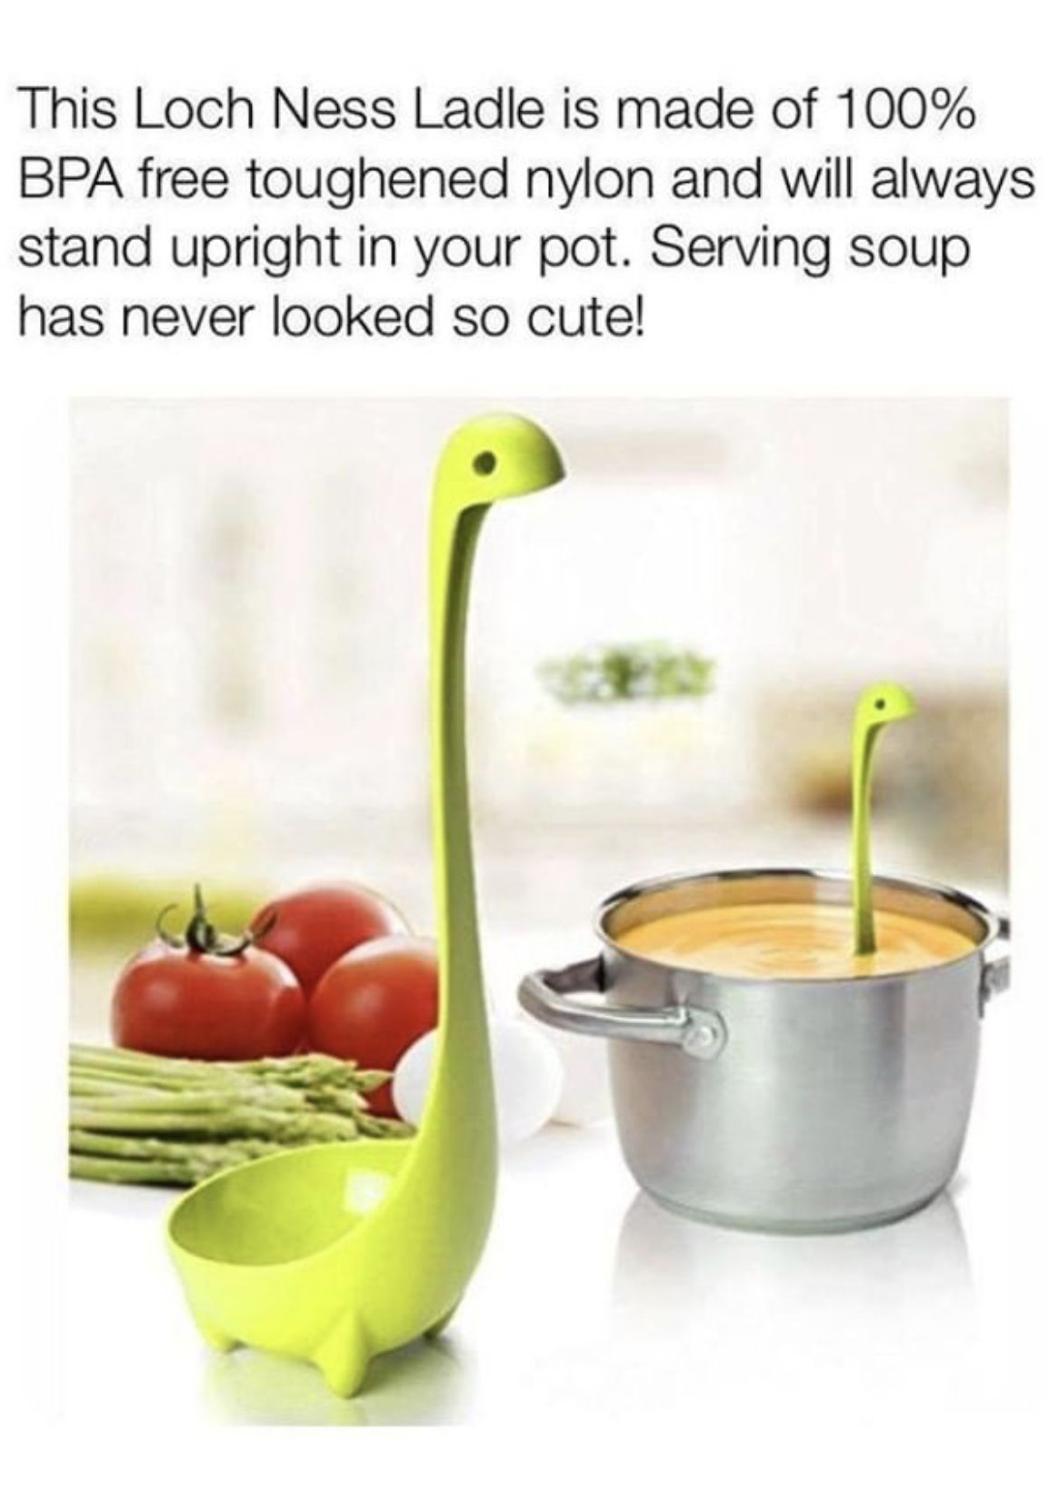 This Loch Ness Ladle is made of 100%
BPA free toughened nylon and will always
stand upright in your pot. Serving soup
has never looked so cute!